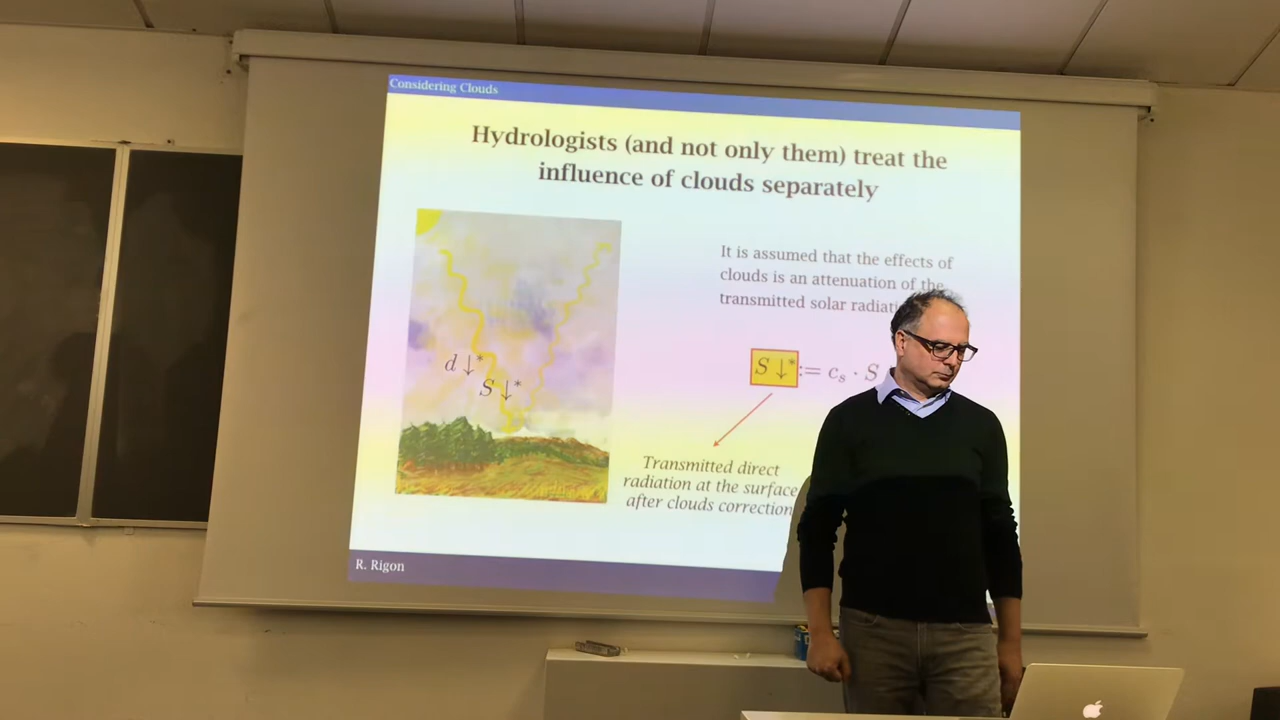 Considering Clouds
Hydrologists (and not only them) treat the
influence of clouds separately
It is assumed that the effects of
clouds is an attenuation of the
transmitted solar radiati
d ↓*
S ↓*
S ↓* := cₛ · S
Transmitted direct
radiation at the surface
after clouds correction
R. Rigon